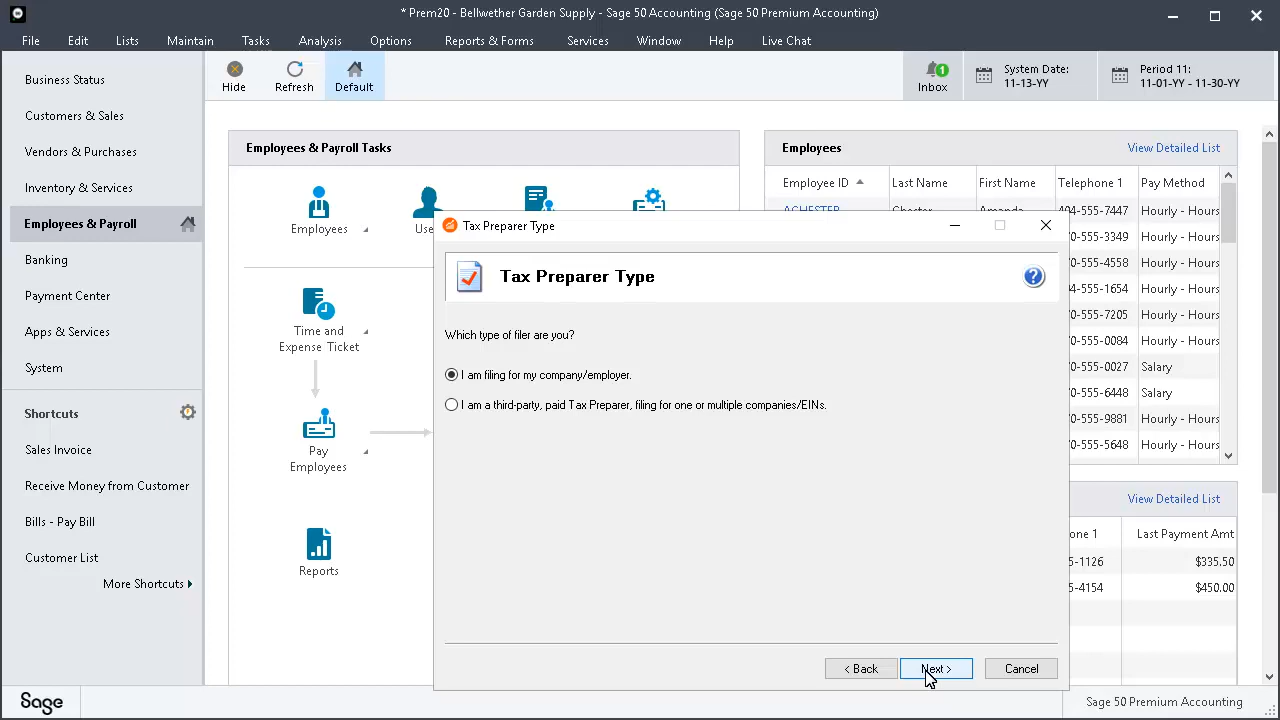 * Prem20 - Bellwether Garden Supply - Sage 50 Accounting (Sage 50 Premium Accounting)
File Edit Lists Maintain Tasks Analysis Options Reports & Forms Services Window Help Live Chat
Business Status
Customers & Sales
Vendors & Purchases
Inventory & Services
Employees & Payroll
Banking
Payment Center
Apps & Services
System
Shortcuts
Sales Invoice
Receive Money from Customer
Bills - Pay Bill
Customer List
More Shortcuts
Sage
Hide
Refresh
Default
1
Inbox
System Date:
11-13-YY
Period 11:
11-01-YY - 11-30-YY
Employees & Payroll Tasks
Employees
Time and
Expense Ticket
Pay
Employees
Reports
Employees View Detailed List
Employee ID Last Name First Name Telephone 1 Pay Method
Hourly - Hours
0-555-3349 Hourly - Hours
0-555-4558 Hourly - Hours
4-555-1654 Hourly - Hours
0-555-7205 Hourly - Hours
0-555-0084 Hourly - Hours
0-555-0027 Salary
4-555-6448 Salary
0-555-9881 Hourly - Hours
0-555-5648 Hourly - Hours
View Detailed List
one 1 Last Payment Amt
5-1126 $335.50
5-4154 $450.00
Tax Preparer Type
Tax Preparer Type
?
Which type of filer are you?
I am filing for my company/employer.
I am a third-party, paid Tax Preparer, filing for one or multiple companies/EINs.
< Back
Next >
Cancel
Sage 50 Premium Accounting